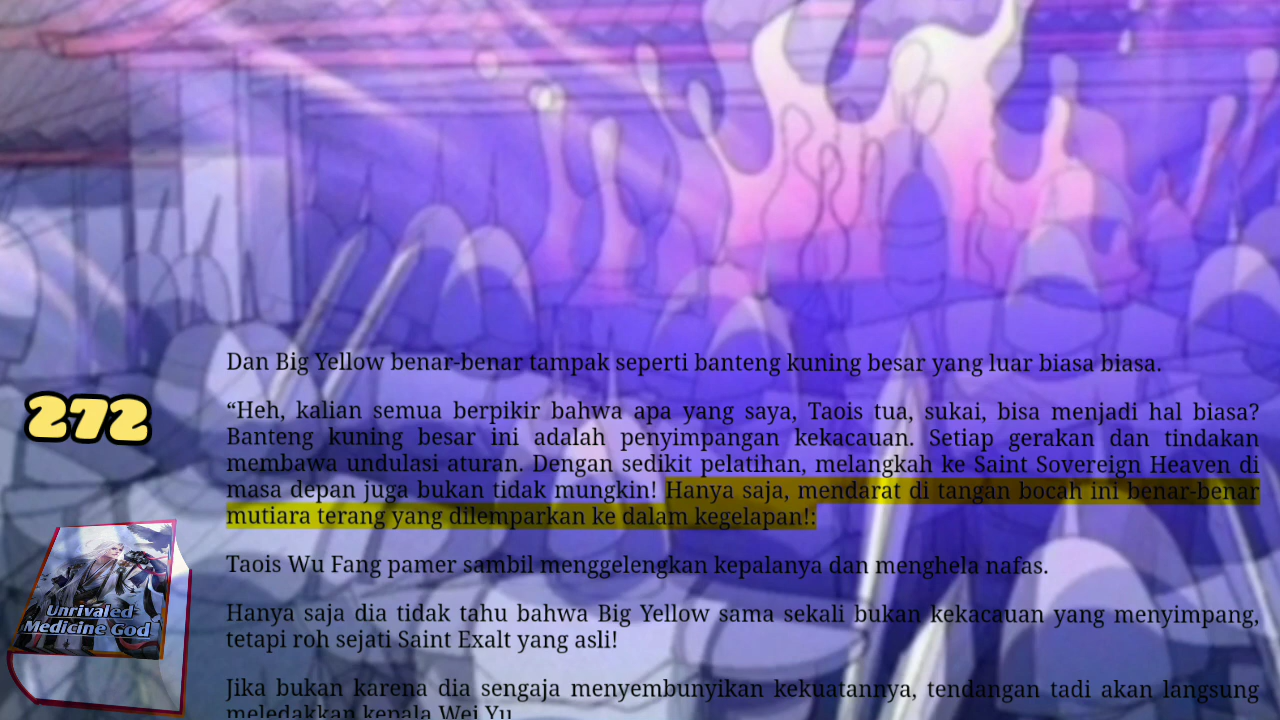 Dan Big Yellow benar-benar tampak seperti banteng kuning besar yang luar biasa biasa.
“Heh, kalian semua berpikir bahwa apa yang saya, Taois tua, sukai, bisa menjadi hal biasa?
Banteng kuning besar ini adalah penyimpangan kekacauan. Setiap gerakan dan tindakan
membawa undulasi aturan. Dengan sedikit pelatihan, melangkah ke Saint Sovereign Heaven di
masa depan juga bukan tidak mungkin! Hanya saja, mendarat di tangan bocah ini benar-benar
mutiara terang yang dilemparkan ke dalam kegelapan!:
Taois Wu Fang pamer sambil menggelengkan kepalanya dan menghela nafas.
Hanya saja dia tidak tahu bahwa Big Yellow sama sekali bukan kekacauan yang menyimpang,
tetapi roh sejati Saint Exalt yang asli!
Jika bukan karena dia sengaja menyembunyikan kekuatannya, tendangan tadi akan langsung
meledakkan kepala Wei Yu
272
Unrivaled
Medicine God